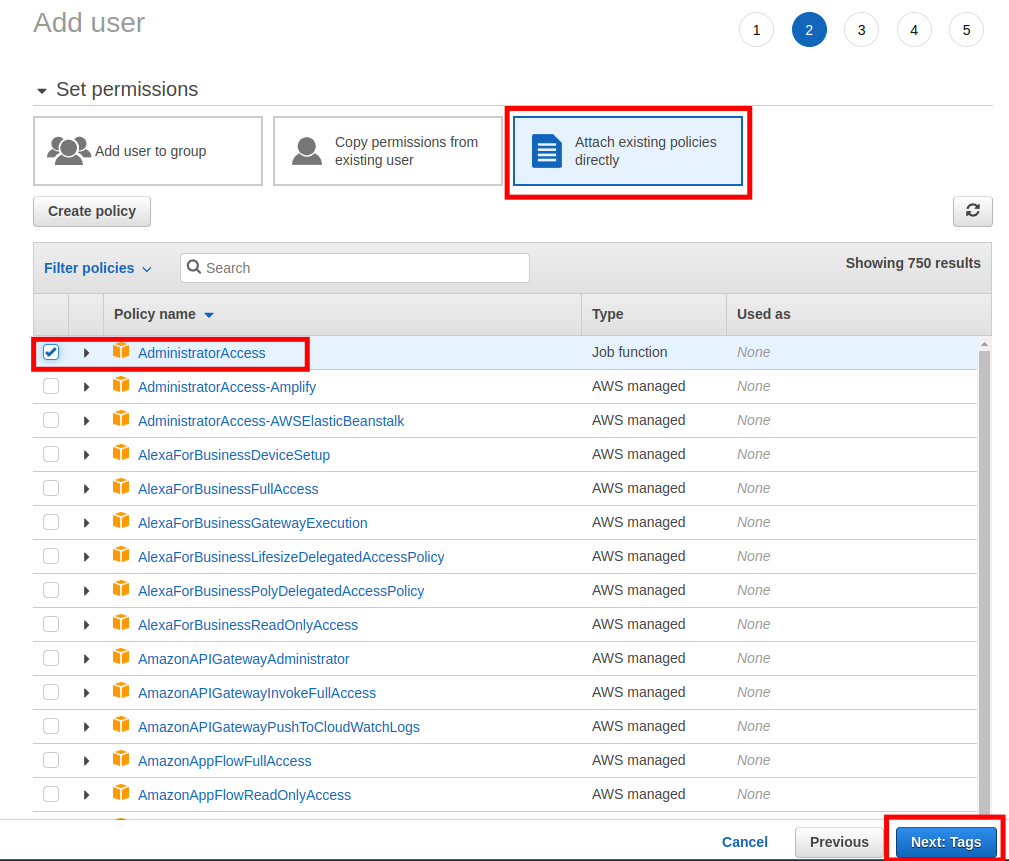 Add user
1 2 3 4 5
Set permissions
Add user to group
Copy permissions from
existing user
Attach existing policies
directly
Create policy
Filter policies
Search
Showing 750 results
Policy name Type Used as
AdministratorAccess Job function None
AdministratorAccess-Amplify AWS managed None
AdministratorAccess-AWSElasticBeanstalk AWS managed None
AlexaForBusinessDeviceSetup AWS managed None
AlexaForBusinessFullAccess AWS managed None
AlexaForBusinessGatewayExecution AWS managed None
AlexaForBusinessLifesizeDelegatedAccessPolicy AWS managed None
AlexaForBusinessPolyDelegatedAccessPolicy AWS managed None
AlexaForBusinessReadOnlyAccess AWS managed None
AmazonAPIGatewayAdministrator AWS managed None
AmazonAPIGatewayInvokeFullAccess AWS managed None
AmazonAPIGatewayPushToCloudWatchLogs AWS managed None
AmazonAppFlowFullAccess AWS managed None
AmazonAppFlowReadOnlyAccess AWS managed None
Cancel Previous Next: Tags